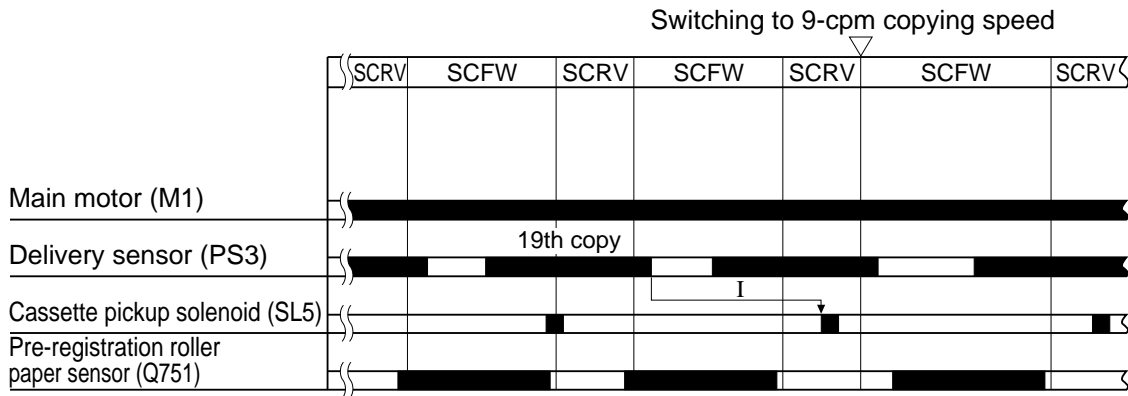 Switching to 9-cpm copying speed
SCRV SCFW SCRV SCFW SCRV SCFW SCRV
Main motor (M1)
19th copy
Delivery sensor (PS3)
I
Cassette pickup solenoid (SL5)
Pre-registration roller
paper sensor (Q751)